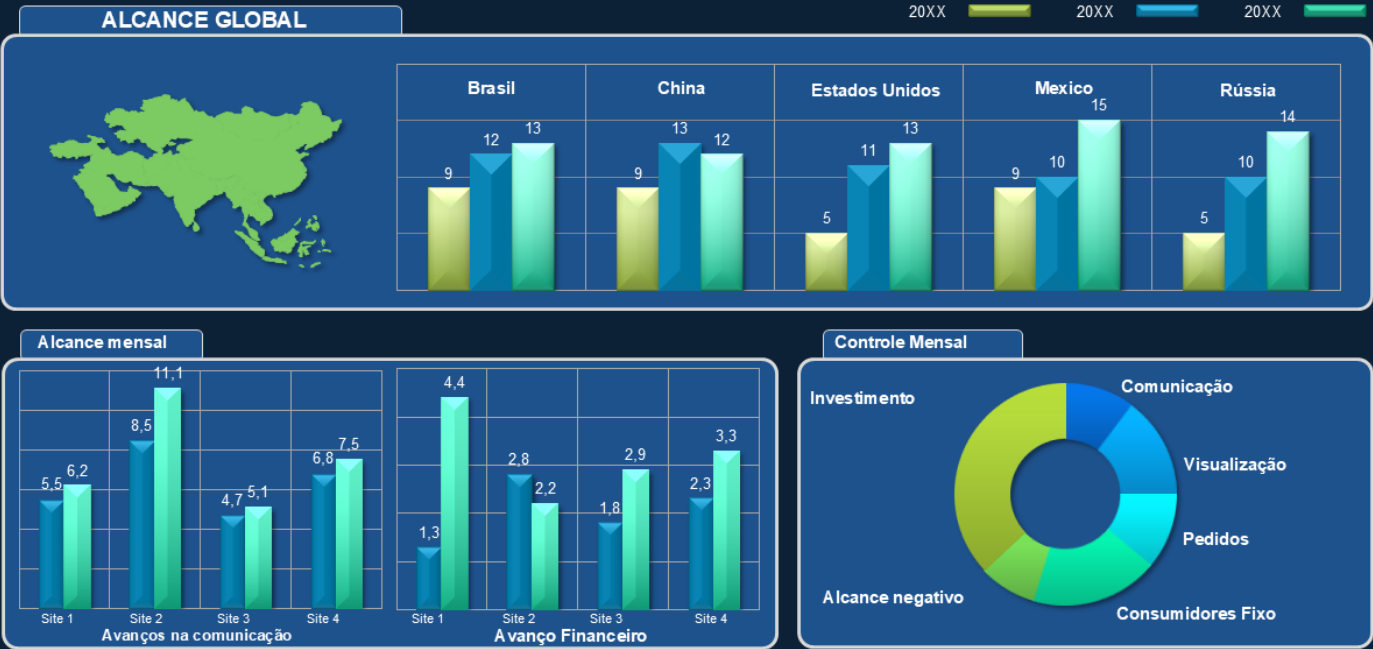 ALCANCE GLOBAL
20XX 20XX 20XX
Brasil China Estados Unidos Mexico Rússia
9 12 13 9 13 12 5 11 13 9 10 15 5 10 14
Alcance mensal
5,5 6,2 8,5 11,1 4,7 5,1 6,8 7,5
Site 1 Site 2 Site 3 Site 4
Avanços na comunicação
1,3 4,4 2,8 2,2 1,8 2,9 2,3 3,3
Site 1 Site 2 Site 3 Site 4
Avanço Financeiro
Controle Mensal
Investimento
Comunicação
Visualização
Pedidos
Consumidores Fixo
Alcance negativo